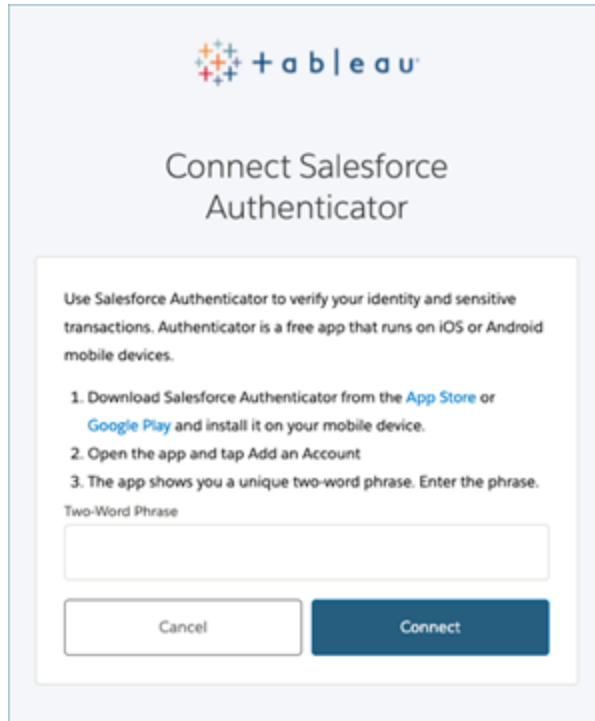 +ableau
Connect Salesforce
Authenticator
Use Salesforce Authenticator to verify your identity and sensitive
transactions. Authenticator is a free app that runs on iOS or Android
mobile devices.
1. Download Salesforce Authenticator from the App Store or
Google Play and install it on your mobile device.
2. Open the app and tap Add an Account
3. The app shows you a unique two-word phrase. Enter the phrase.
Two-Word Phrase
Cancel Connect